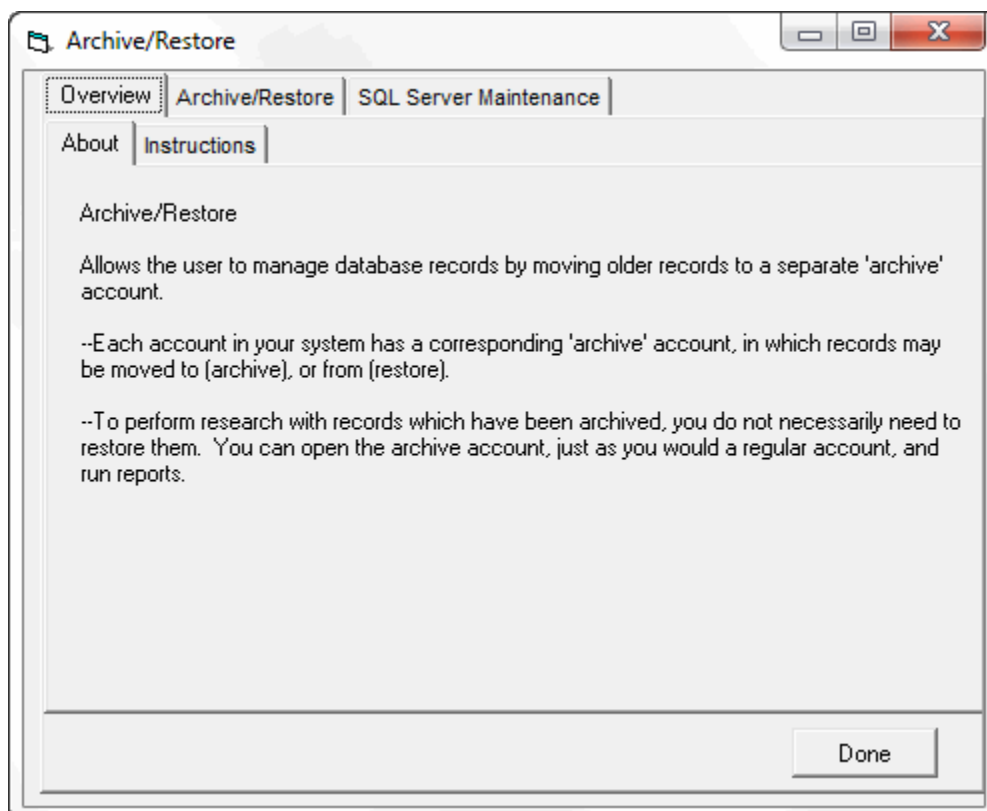 Archive/Restore
Overview Archive/Restore SQL Server Maintenance
About Instructions
Archive/Restore
Allows the user to manage database records by moving older records to a separate 'archive'
account.
--Each account in your system has a corresponding 'archive' account, in which records may
be moved to (archive), or from (restore).
--To perform research with records which have been archived, you do not necessarily need to
restore them.  You can open the archive account, just as you would a regular account, and
run reports.
Done